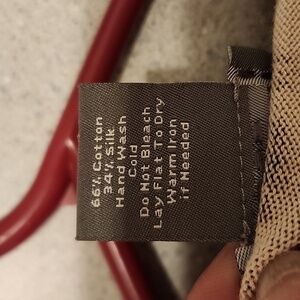 66% Cotton
34% Silk
Hand Wash
Cold
Do Not Bleach
Lay Flat To Dry
Warm Iron
if Needed